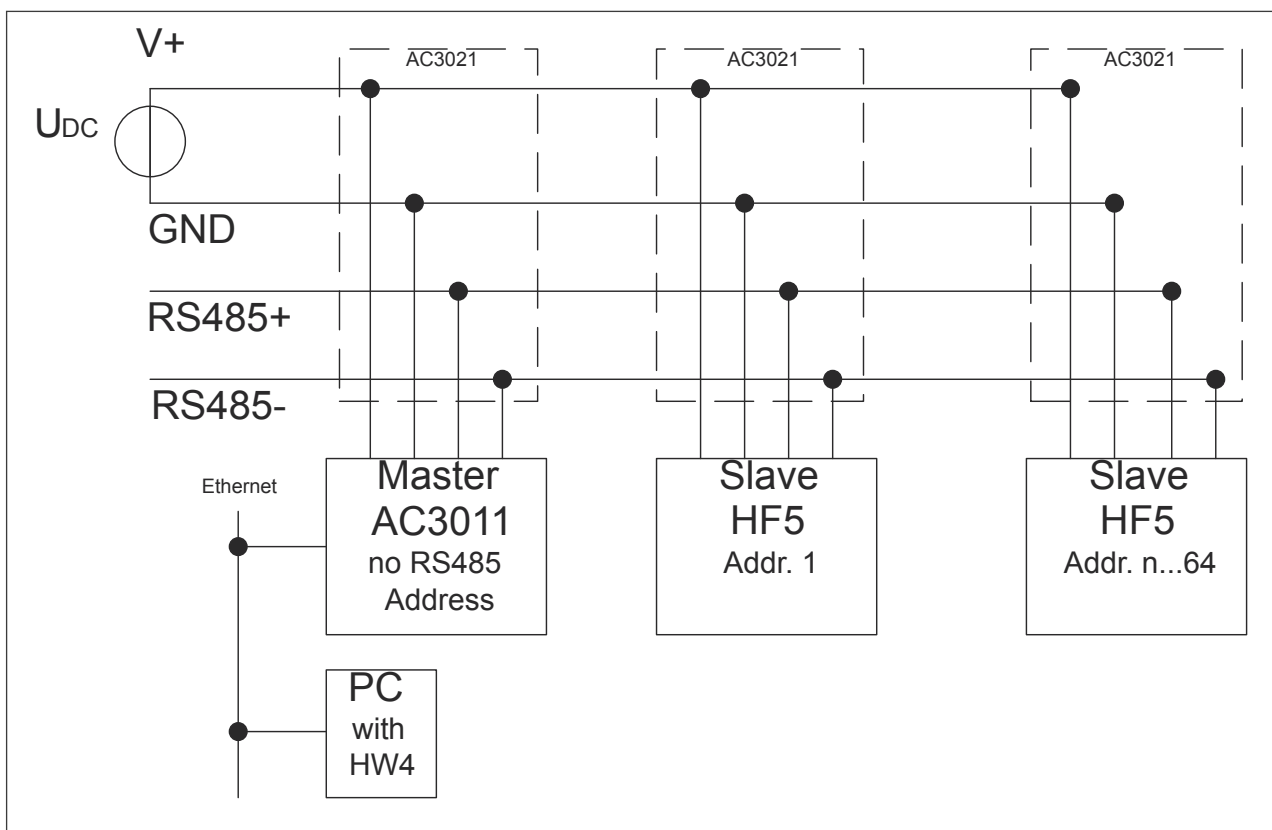 V+
AC3021
AC3021
AC3021
UDC
GND
RS485+
RS485-
Ethernet
Master
AC3011
no RS485
Address
Slave
HF5
Addr. 1
Slave
HF5
Addr. n...64
PC
with
HW4